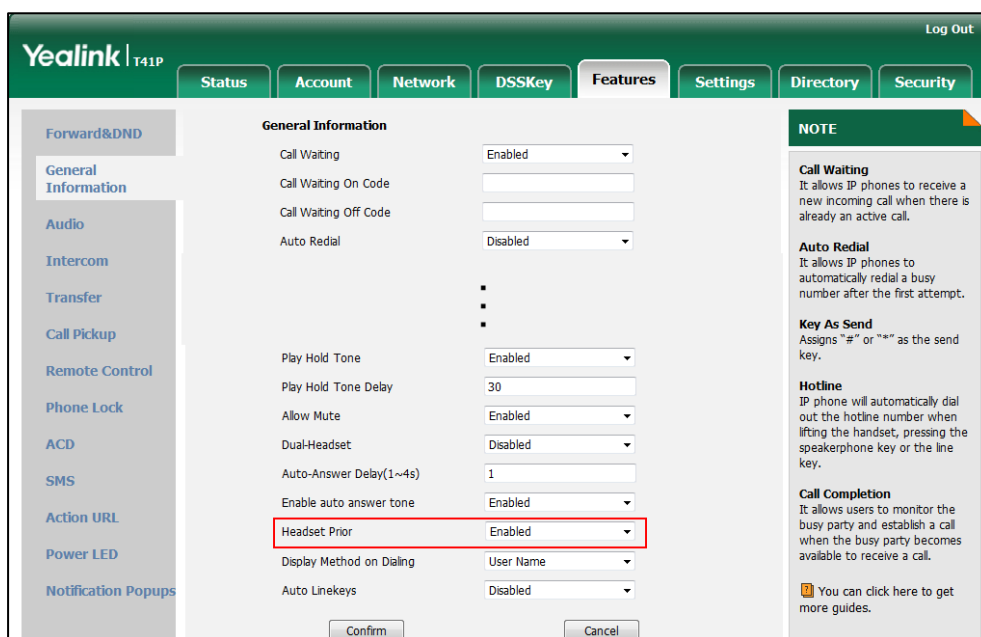 Log Out
Yealink T41P
Status Account Network DSSKey Features Settings Directory Security
Forward&DND
General
Information
Audio
Intercom
Transfer
Call Pickup
Remote Control
Phone Lock
ACD
SMS
Action URL
Power LED
Notification Popups
General Information
Call Waiting Enabled
Call Waiting On Code
Call Waiting Off Code
Auto Redial Disabled
Play Hold Tone Enabled
Play Hold Tone Delay 30
Allow Mute Enabled
Dual-Headset Disabled
Auto-Answer Delay(1~4s) 1
Enable auto answer tone Enabled
Headset Prior Enabled
Display Method on Dialing User Name
Auto Linekeys Disabled
Confirm Cancel
NOTE
Call Waiting
It allows IP phones to receive a
new incoming call when there is
already an active call.
Auto Redial
It allows IP phones to
automatically redial a busy
number after the first attempt.
Key As Send
Assigns "#" or "*" as the send
key.
Hotline
IP phone will automatically dial
out the hotline number when
lifting the handset, pressing the
speakerphone key or the line
key.
Call Completion
It allows users to monitor the
busy party and establish a call
when the busy party becomes
available to receive a call.
You can click here to get
more guides.